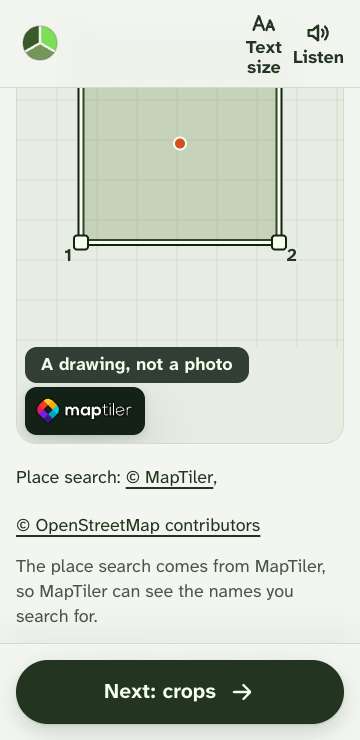 AA
Text
size
Listen
1
2
A drawing, not a photo
maptiler
Place search: © MapTiler,
© OpenStreetMap contributors
The place search comes from MapTiler,
so MapTiler can see the names you
search for.
Next: crops →